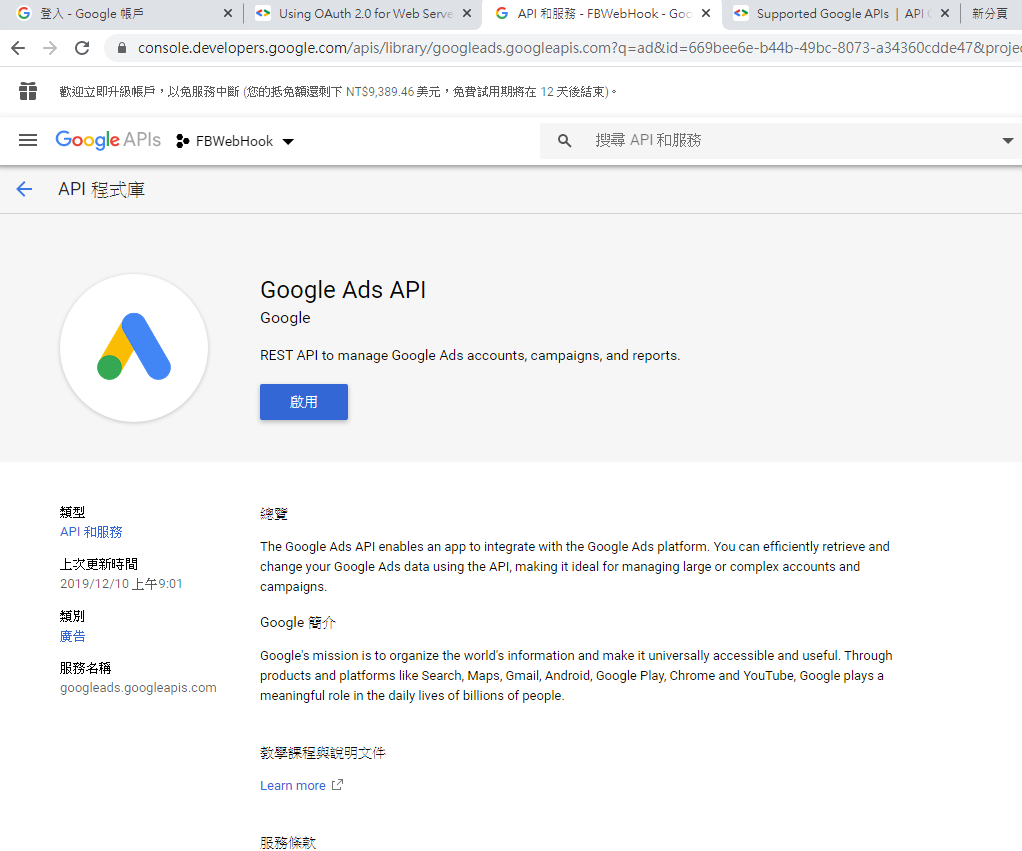 登入 - Google 帳戶
Using OAuth 2.0 for Web Serve
API 和服務 - FBWebHook - Goo
Supported Google APIs | API C
新分頁
console.developers.google.com/apis/library/googleads.googleapis.com?q=ad&id=669bee6e-b44b-49bc-8073-a34360cdde47&projec
歡迎立即升級帳戶，以免服務中斷 (您的抵免額還剩下 NT$9,389.46 美元，免費試用期將在 12 天後結束)。
Google APIs
FBWebHook
搜尋 API 和服務
API 程式庫
Google Ads API
Google
REST API to manage Google Ads accounts, campaigns, and reports.
啟用
類型
API 和服務
上次更新時間
2019/12/10 上午9:01
類別
廣告
服務名稱
googleads.googleapis.com
總覽
The Google Ads API enables an app to integrate with the Google Ads platform. You can efficiently retrieve and
change your Google Ads data using the API, making it ideal for managing large or complex accounts and
campaigns.
Google 簡介
Google's mission is to organize the world's information and make it universally accessible and useful. Through
products and platforms like Search, Maps, Gmail, Android, Google Play, Chrome and YouTube, Google plays a
meaningful role in the daily lives of billions of people.
教學課程與說明文件
Learn more
服務條款